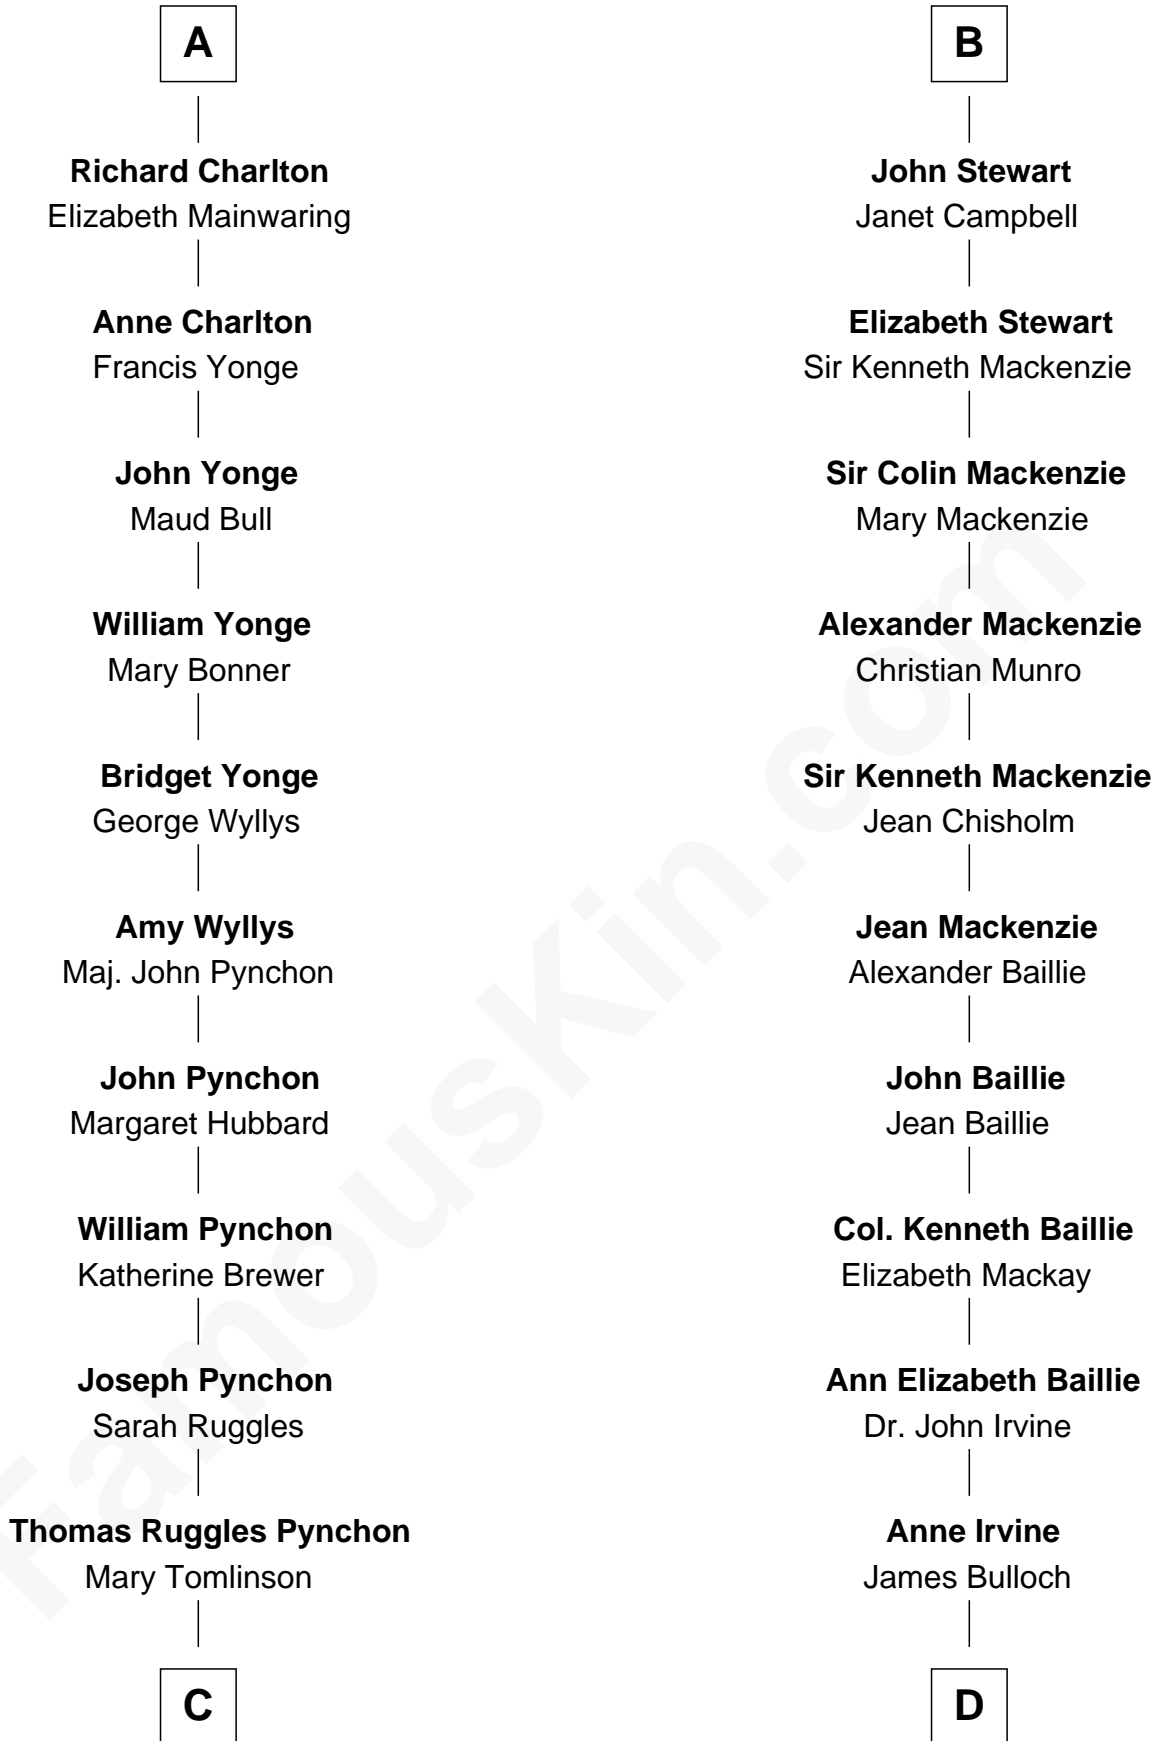 A
Richard Charlton
Elizabeth Mainwaring
Anne Charlton
Francis Yonge
John Yonge
Maud Bull
William Yonge
Mary Bonner
Bridget Yonge
George Wyllys
Amy Wyllys
Maj. John Pynchon
John Pynchon
Margaret Hubbard
William Pynchon
Katherine Brewer
Joseph Pynchon
Sarah Ruggles
Thomas Ruggles Pynchon
Mary Tomlinson
C
B
John Stewart
Janet Campbell
Elizabeth Stewart
Sir Kenneth Mackenzie
Sir Colin Mackenzie
Mary Mackenzie
Alexander Mackenzie
Christian Munro
Sir Kenneth Mackenzie
Jean Chisholm
Jean Mackenzie
Alexander Baillie
John Baillie
Jean Baillie
Col. Kenneth Baillie
Elizabeth Mackay
Ann Elizabeth Baillie
Dr. John Irvine
Anne Irvine
James Bulloch
D
FamousKin.com